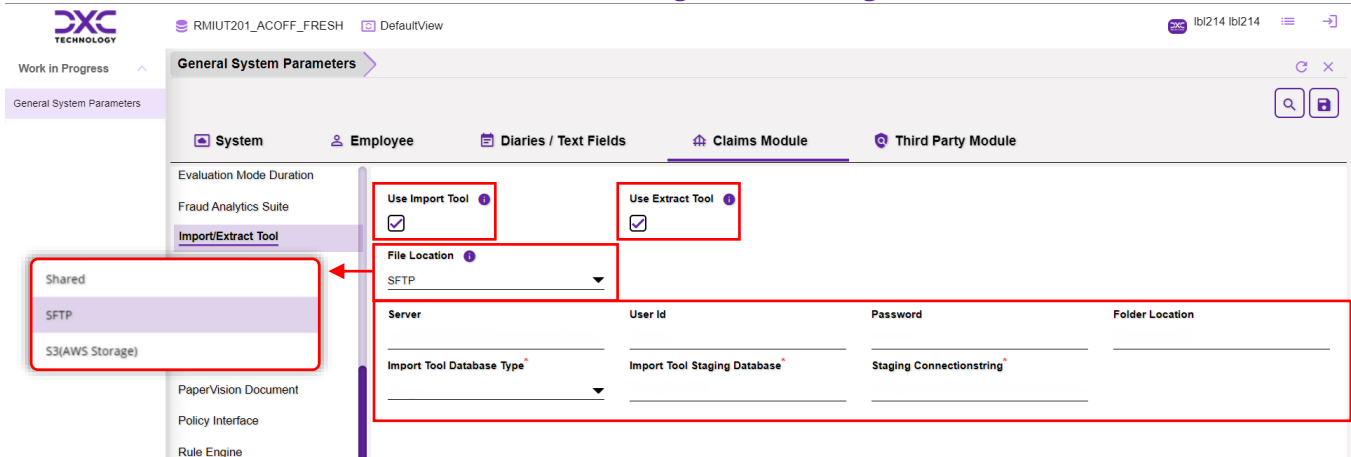 DXC
TECHNOLOGY
RMIUT201_ACOFF_FRESH
DefaultView
DXC
lbl214 lbl214
Work in Progress
General System Parameters
General System Parameters
System
Employee
Diaries / Text Fields
Claims Module
Third Party Module
Evaluation Mode Duration
Fraud Analytics Suite
Import/Extract Tool
PaperVision Document
Policy Interface
Rule Engine
Shared
SFTP
S3(AWS Storage)
Use Import Tool
Use Extract Tool
File Location
SFTP
Server
User Id
Password
Folder Location
Import Tool Database Type*
Import Tool Staging Database*
Staging Connectionstring*